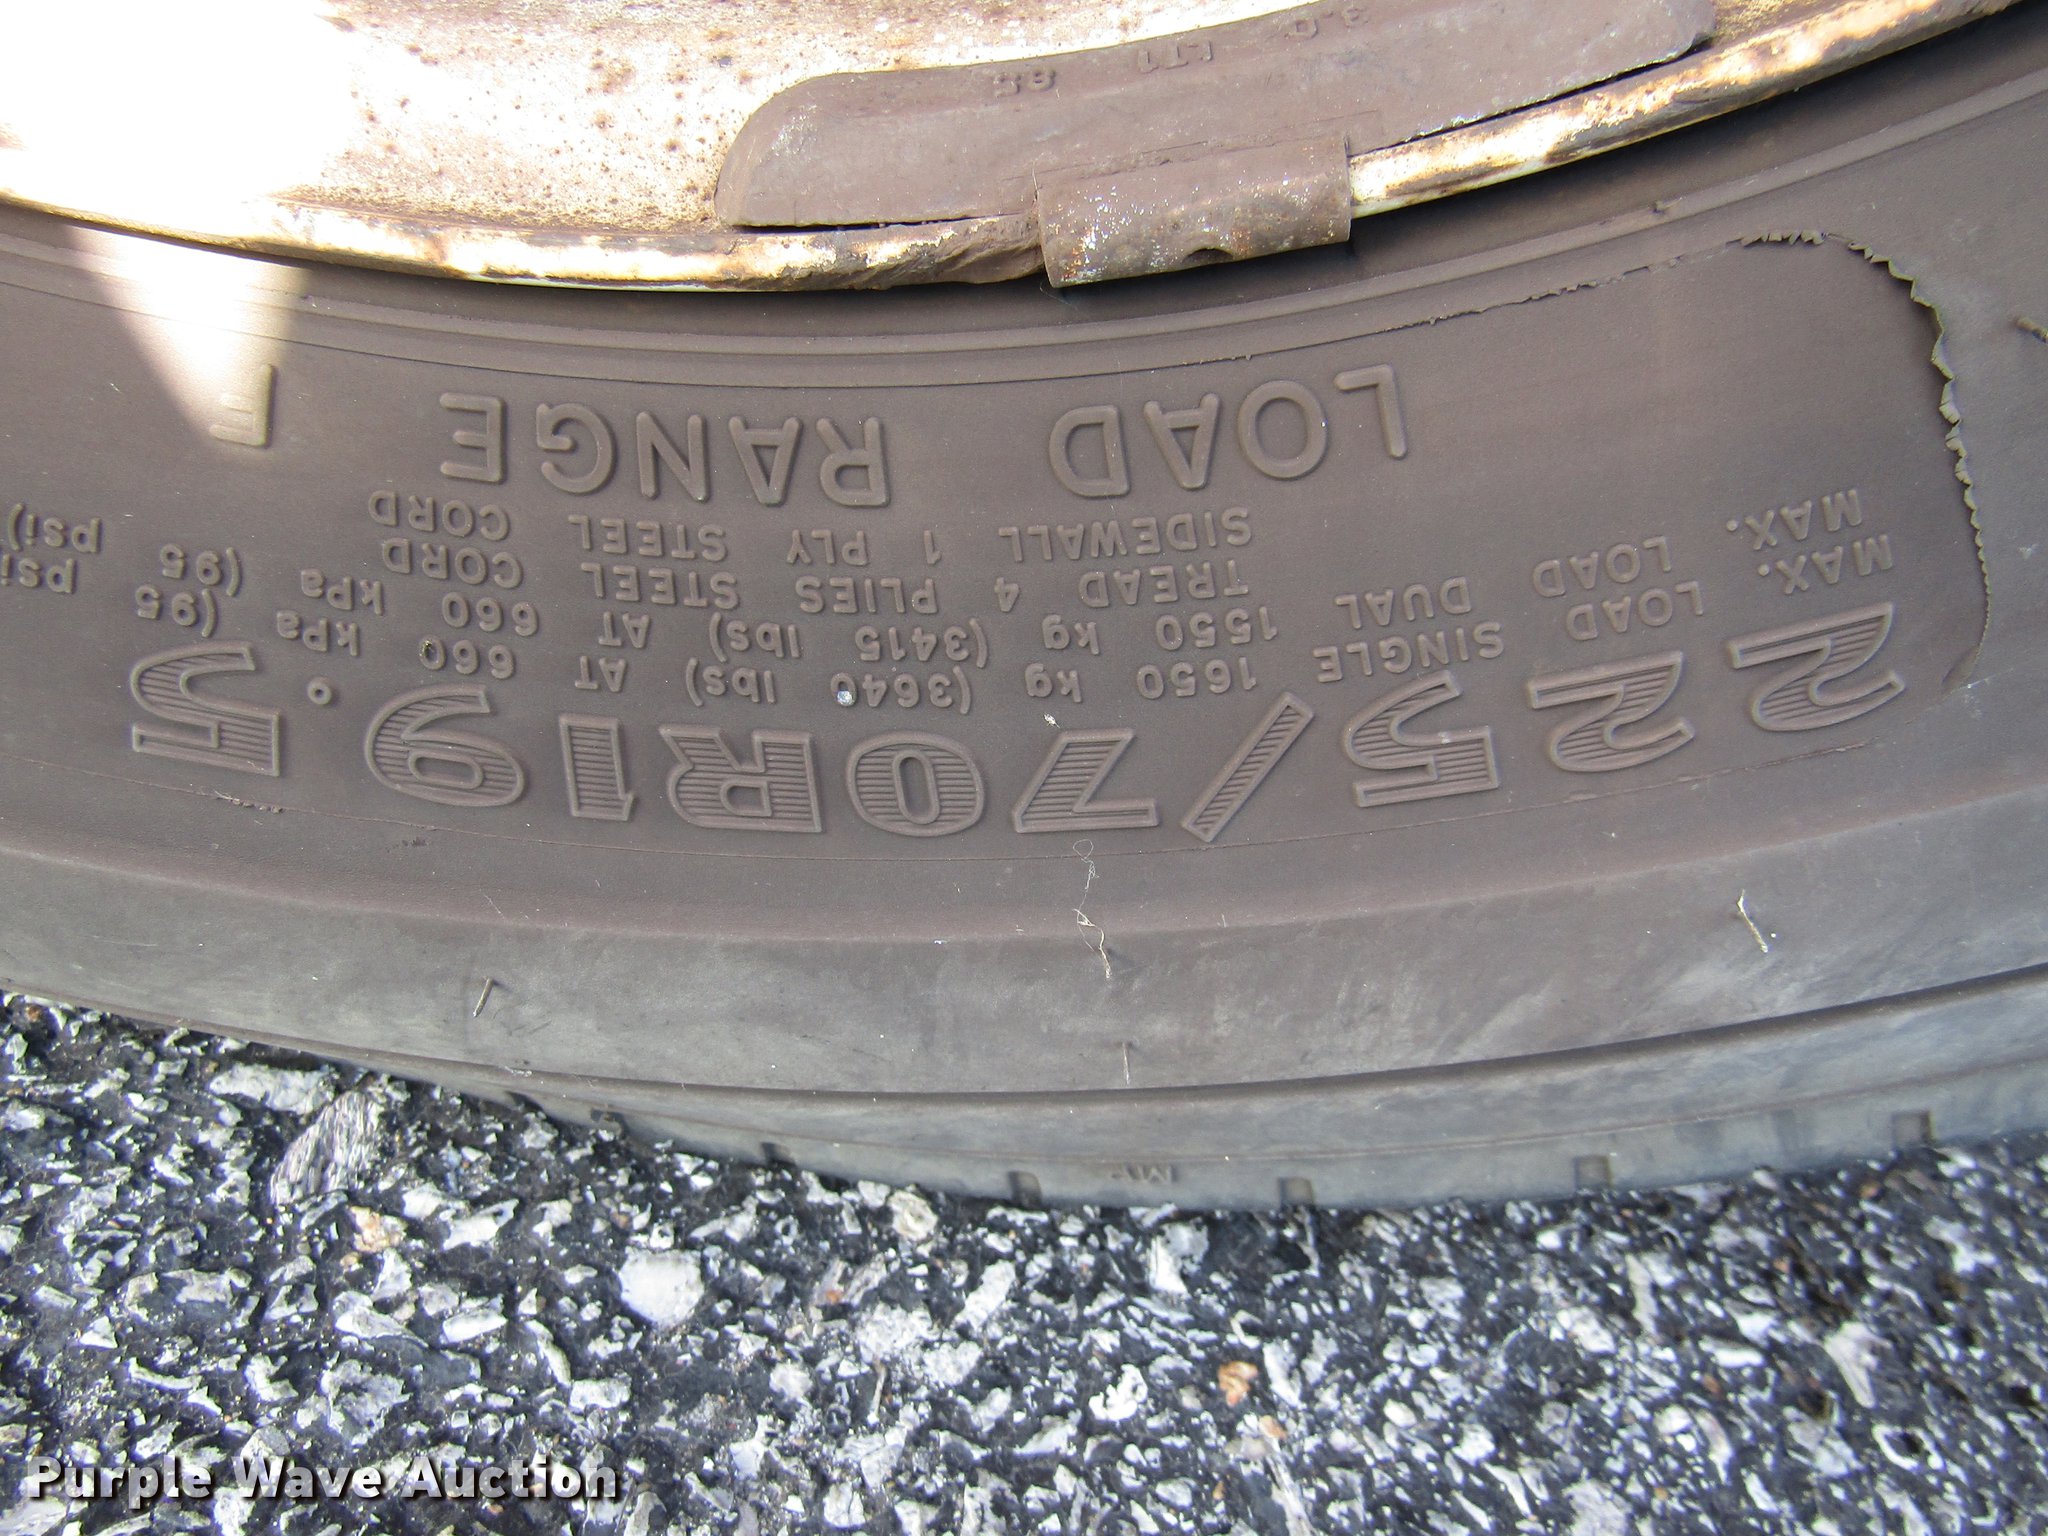 225/70R19.5
MAX. LOAD SINGLE 1650 kg (3640 lbs) AT 660 kPa (95 psi
MAX. LOAD DUAL 1550 kg (3415 lbs) AT 660 kPa (95 psi)
TREAD 4 PLIES STEEL CORD
SIDEWALL 1 PLY STEEL CORD
LOAD RANGE F
Purple Wave Auction